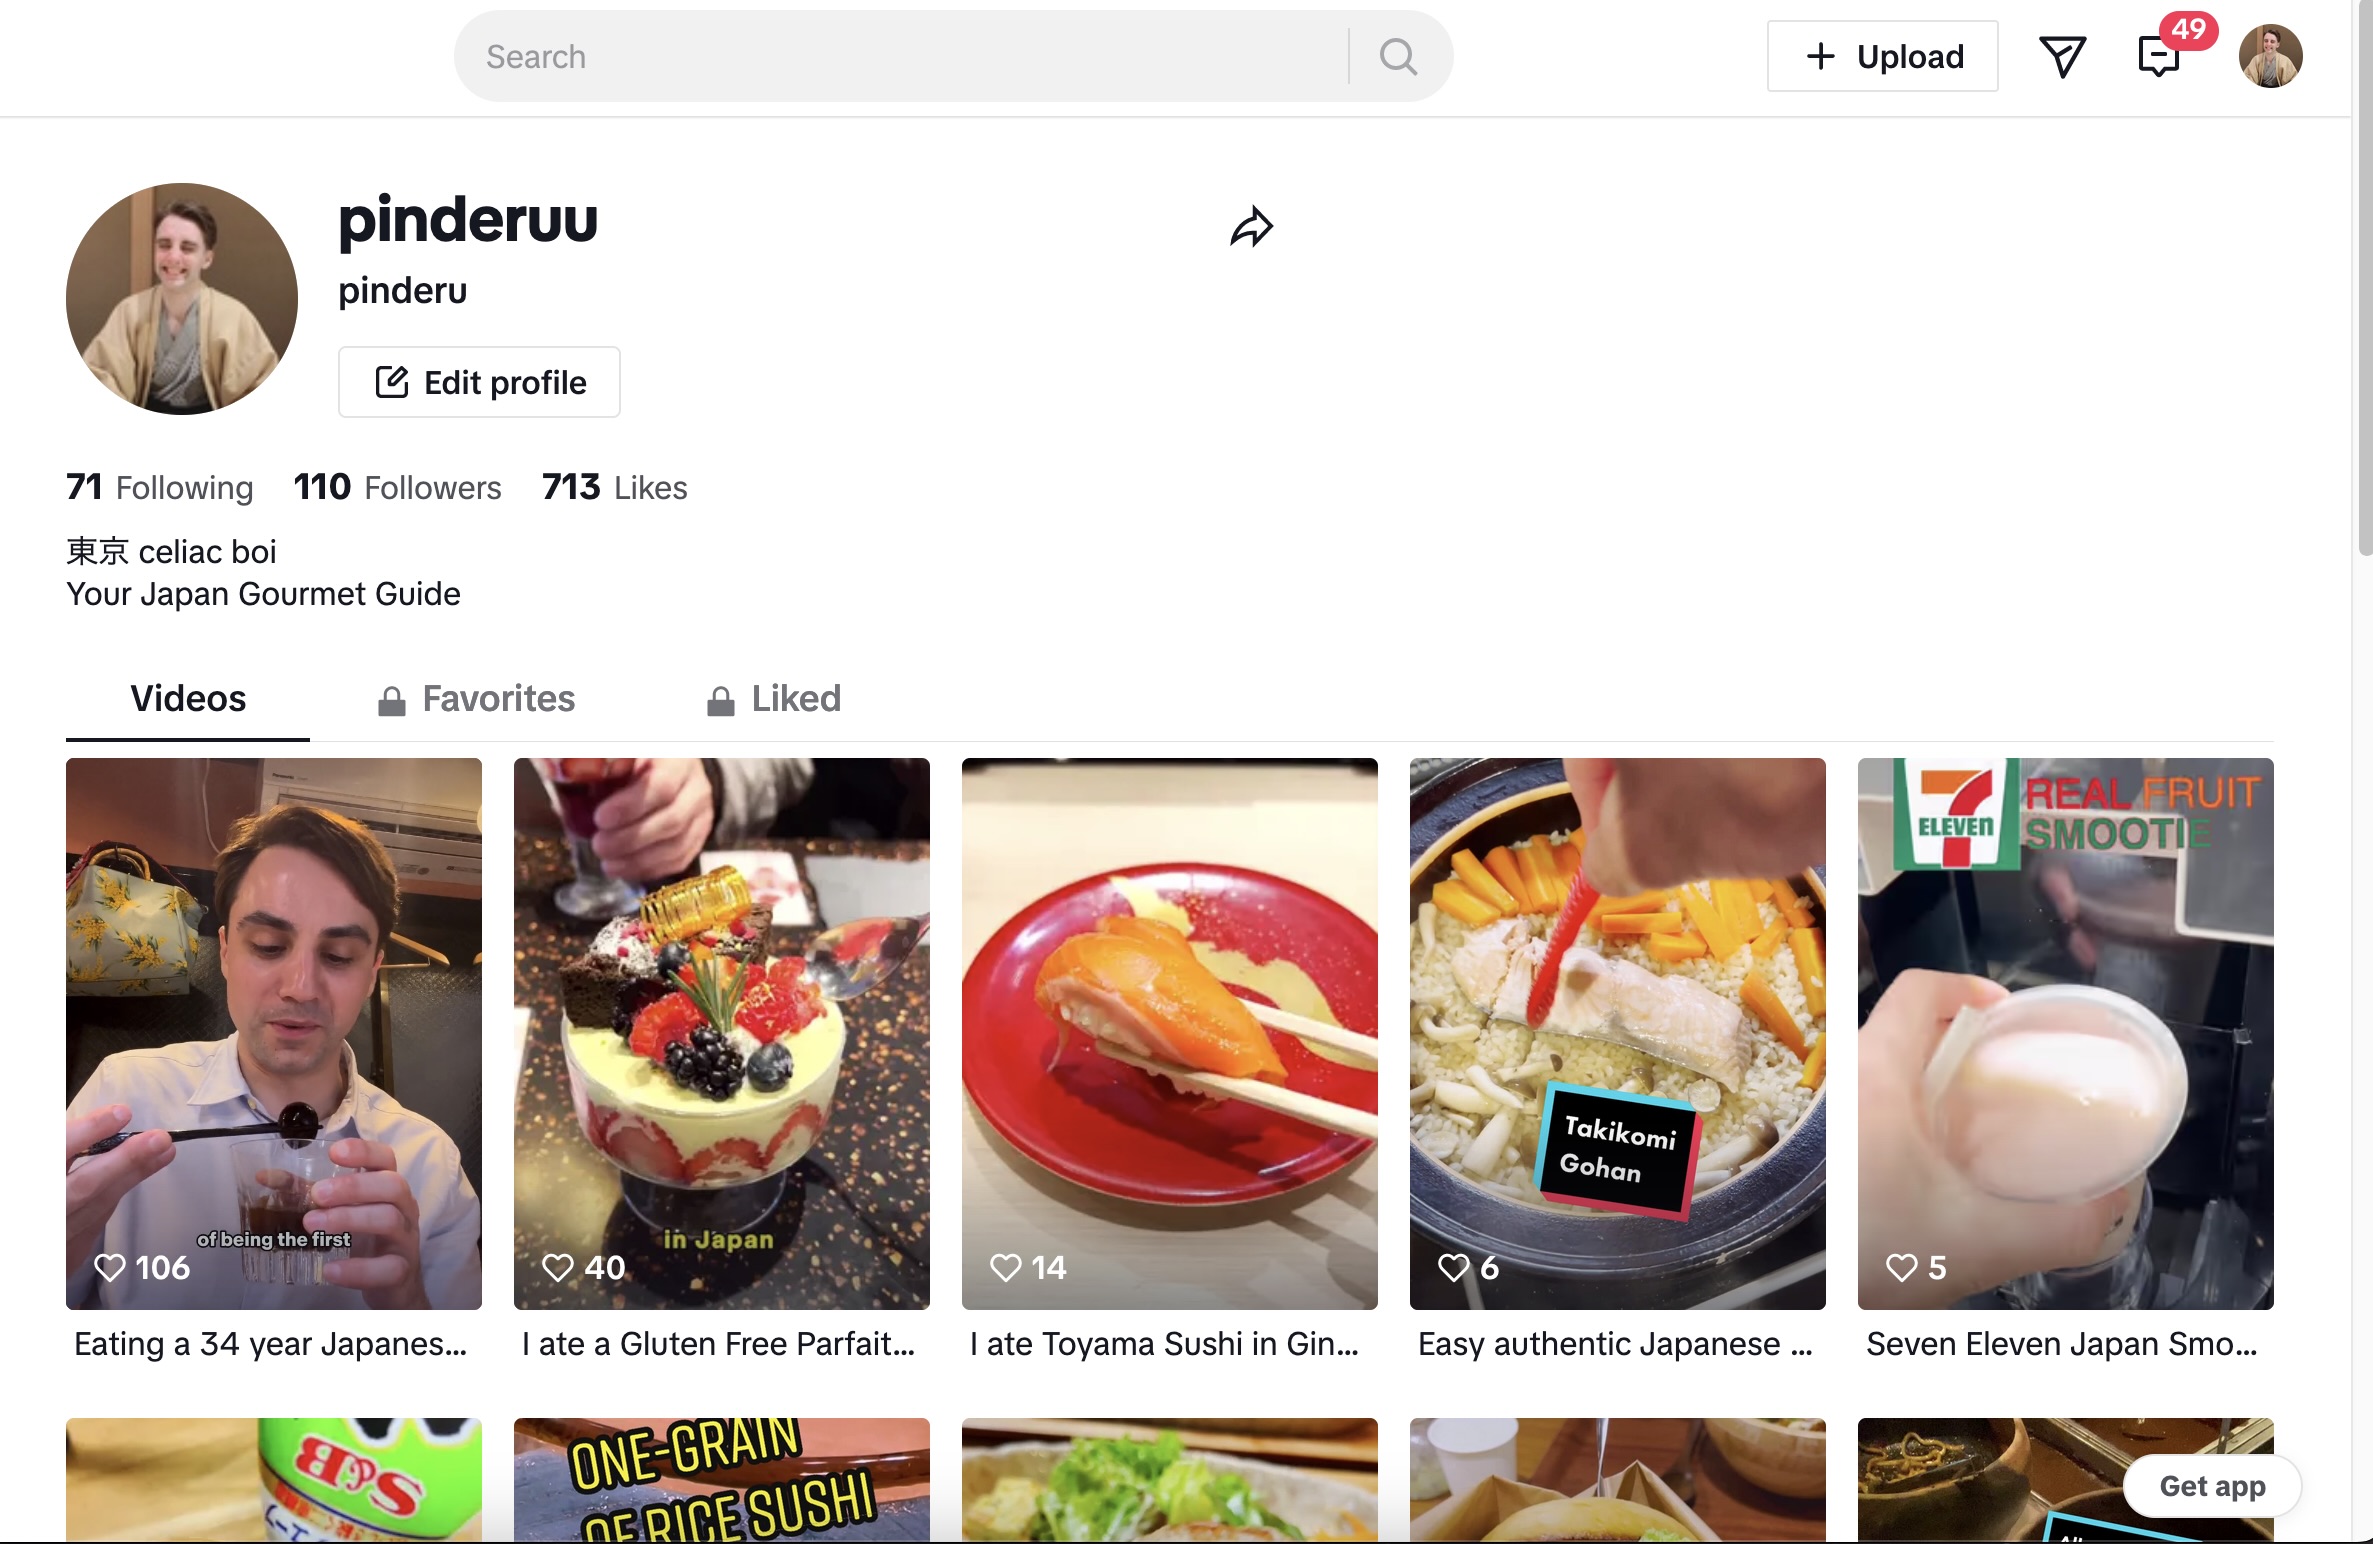 Search
Upload
49
pinderuu
pinderu
Edit profile
71 Following 110 Followers 713 Likes
東京 celiac boi
Your Japan Gourmet Guide
Videos
Favorites
Liked
of being the first
106
Eating a 34 year Japanes...
in Japan
40
I ate a Gluten Free Parfait...
14
I ate Toyama Sushi in Gin...
Takikomi
Gohan
6
Easy authentic Japanese ...
7
ELEVEN
REAL FRUIT
SMOOTIE
5
Seven Eleven Japan Smo...
S&B
ONE-GRAIN
OF RICE SUSHI
Get app